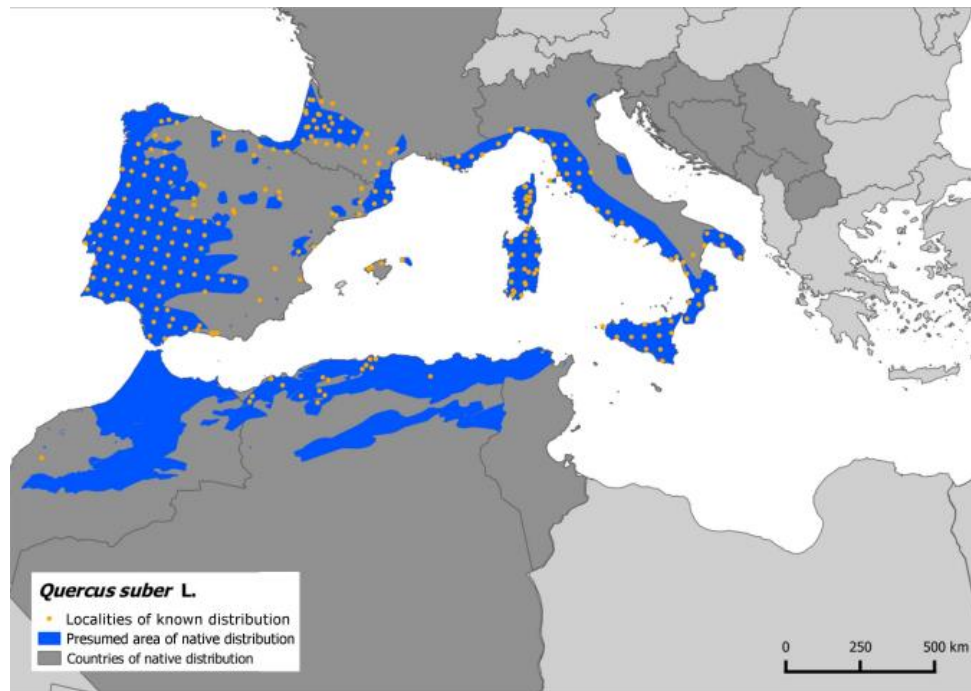 Quercus suber L.
Localities of known distribution
Presumed area of native distribution
Countries of native distribution
0 250 500 km